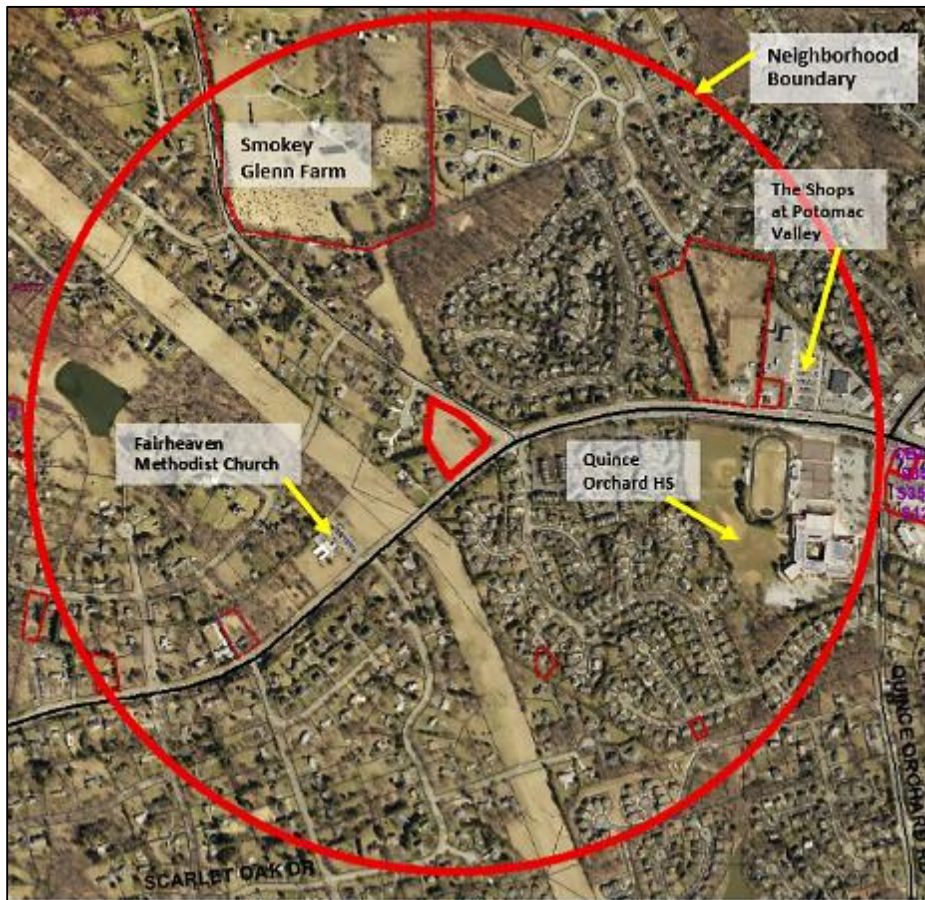 Neighborhood
Boundary
Smokey
Glenn Farm
The Shops
at Potomac
Valley
Fairheaven
Methodist Church
Quince
Orchard HS
QUINCE ORCHARD RD
SCARLET OAK DR